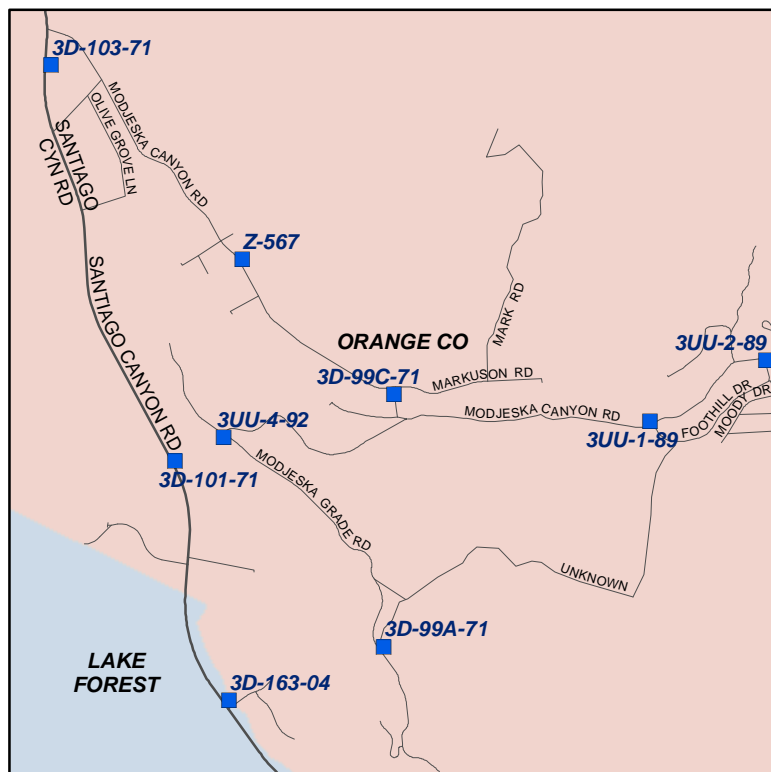 3D-103-71
MODJESKA CANYON RD
OLIVE GROVE LN
SANTIAGO
CYN RD
Z-567
SANTIAGO CANYON RD
ORANGE CO
MARK RD
3UU-2-89
3D-99C-71
MARKUSON RD
MODJESKA CANYON RD
FOOTHILL DR
MOODY DR
3UU-4-92
3UU-1-89
3D-101-71
MODJESKA GRADE RD
UNKNOWN
3D-99A-71
LAKE
FOREST
3D-163-04